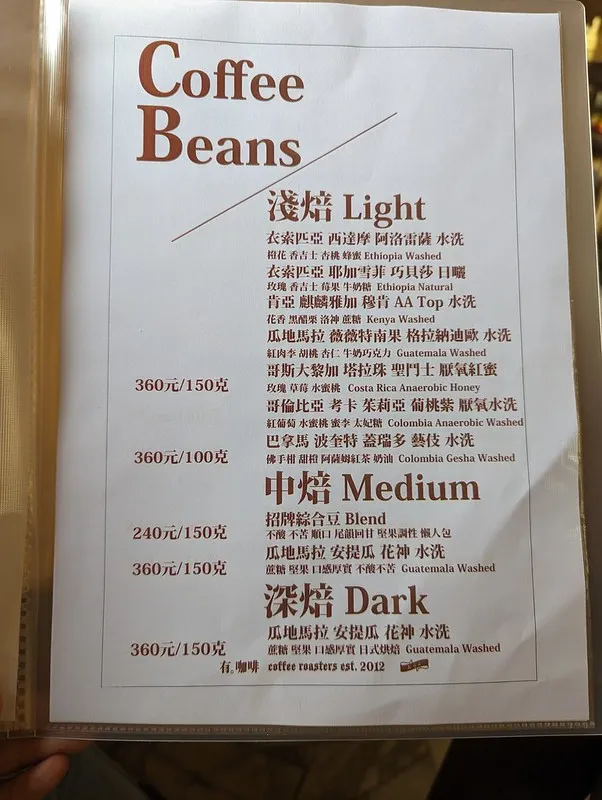 Coffee
Beans
淺焙 Light
衣索匹亞 西達摩 阿洛雷薩 水洗
橙花 香吉士 杏桃 蜂蜜 Ethiopia Washed
衣索匹亞 耶加雪菲 巧貝莎 日曬
玫瑰 香吉士 莓果 牛奶糖 Ethiopia Natural
肯亞 麒麟雅加 穆肯 AA Top 水洗
花香 黑醋栗 洛神 蔗糖 Kenya Washed
瓜地馬拉 薇薇特南果 格拉納迪歐 水洗
紅肉李 胡桃 杏仁 牛奶巧克力 Guatemala Washed
哥斯大黎加 塔拉珠 聖門士 厭氧紅蜜
360元/150克 玫瑰 草莓 水蜜桃 Costa Rica Anaerobic Honey
哥倫比亞 考卡 茱莉亞 葡桃紫 厭氧水洗
紅葡萄 水蜜桃 蜜李 太妃糖 Colombia Anaerobic Washed
巴拿馬 波奎特 蓋瑞多 藝伎 水洗
360元/100克 佛手柑 甜橙 阿薩姆紅茶 奶油 Colombia Gesha Washed
中焙 Medium
招牌綜合豆 Blend
240元/150克 不酸 不苦 順口 尾韻回甘 堅果調性 懶人包
瓜地馬拉 安提瓜 花神 水洗
360元/150克 蔗糖 堅果 口感厚實 不酸不苦 Guatemala Washed
深焙 Dark
瓜地馬拉 安提瓜 花神 水洗
360元/150克 蔗糖 堅果 口感厚實 日式烘焙 Guatemala Washed
有。咖啡 coffee roasters est. 2012